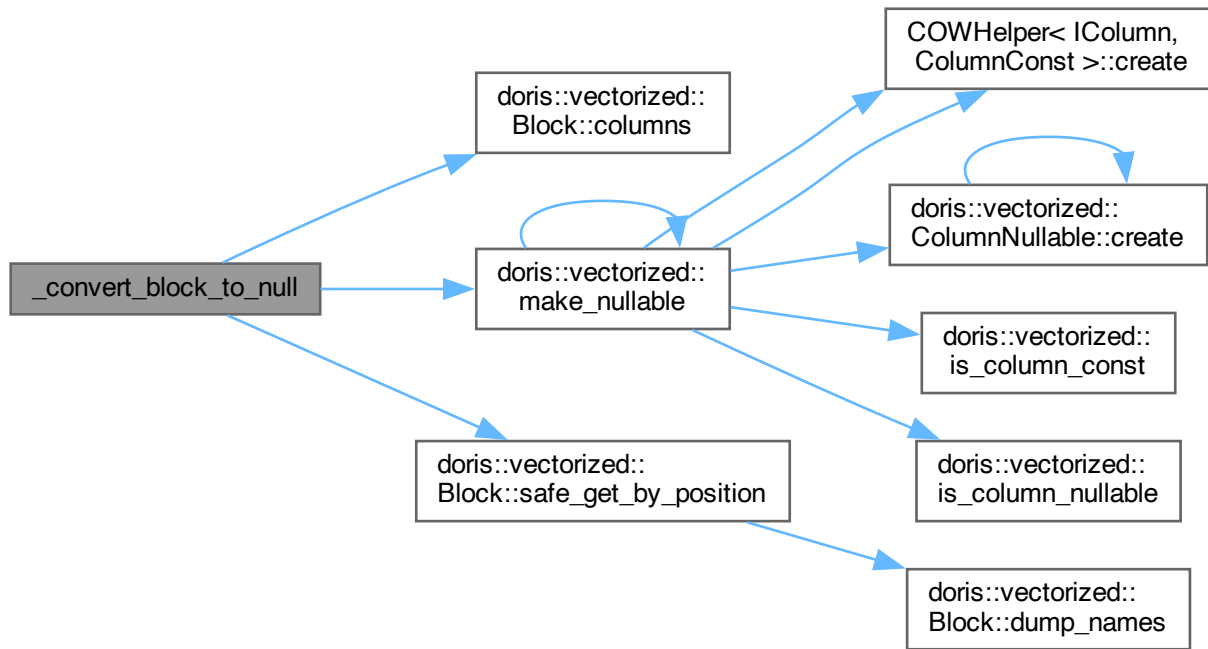 _convert_block_to_null
doris::vectorized::
Block::columns
doris::vectorized::
make_nullable
doris::vectorized::
Block::safe_get_by_position
COWHelper< IColumn,
ColumnConst >::create
doris::vectorized::
ColumnNullable::create
doris::vectorized::
is_column_const
doris::vectorized::
is_column_nullable
doris::vectorized::
Block::dump_names